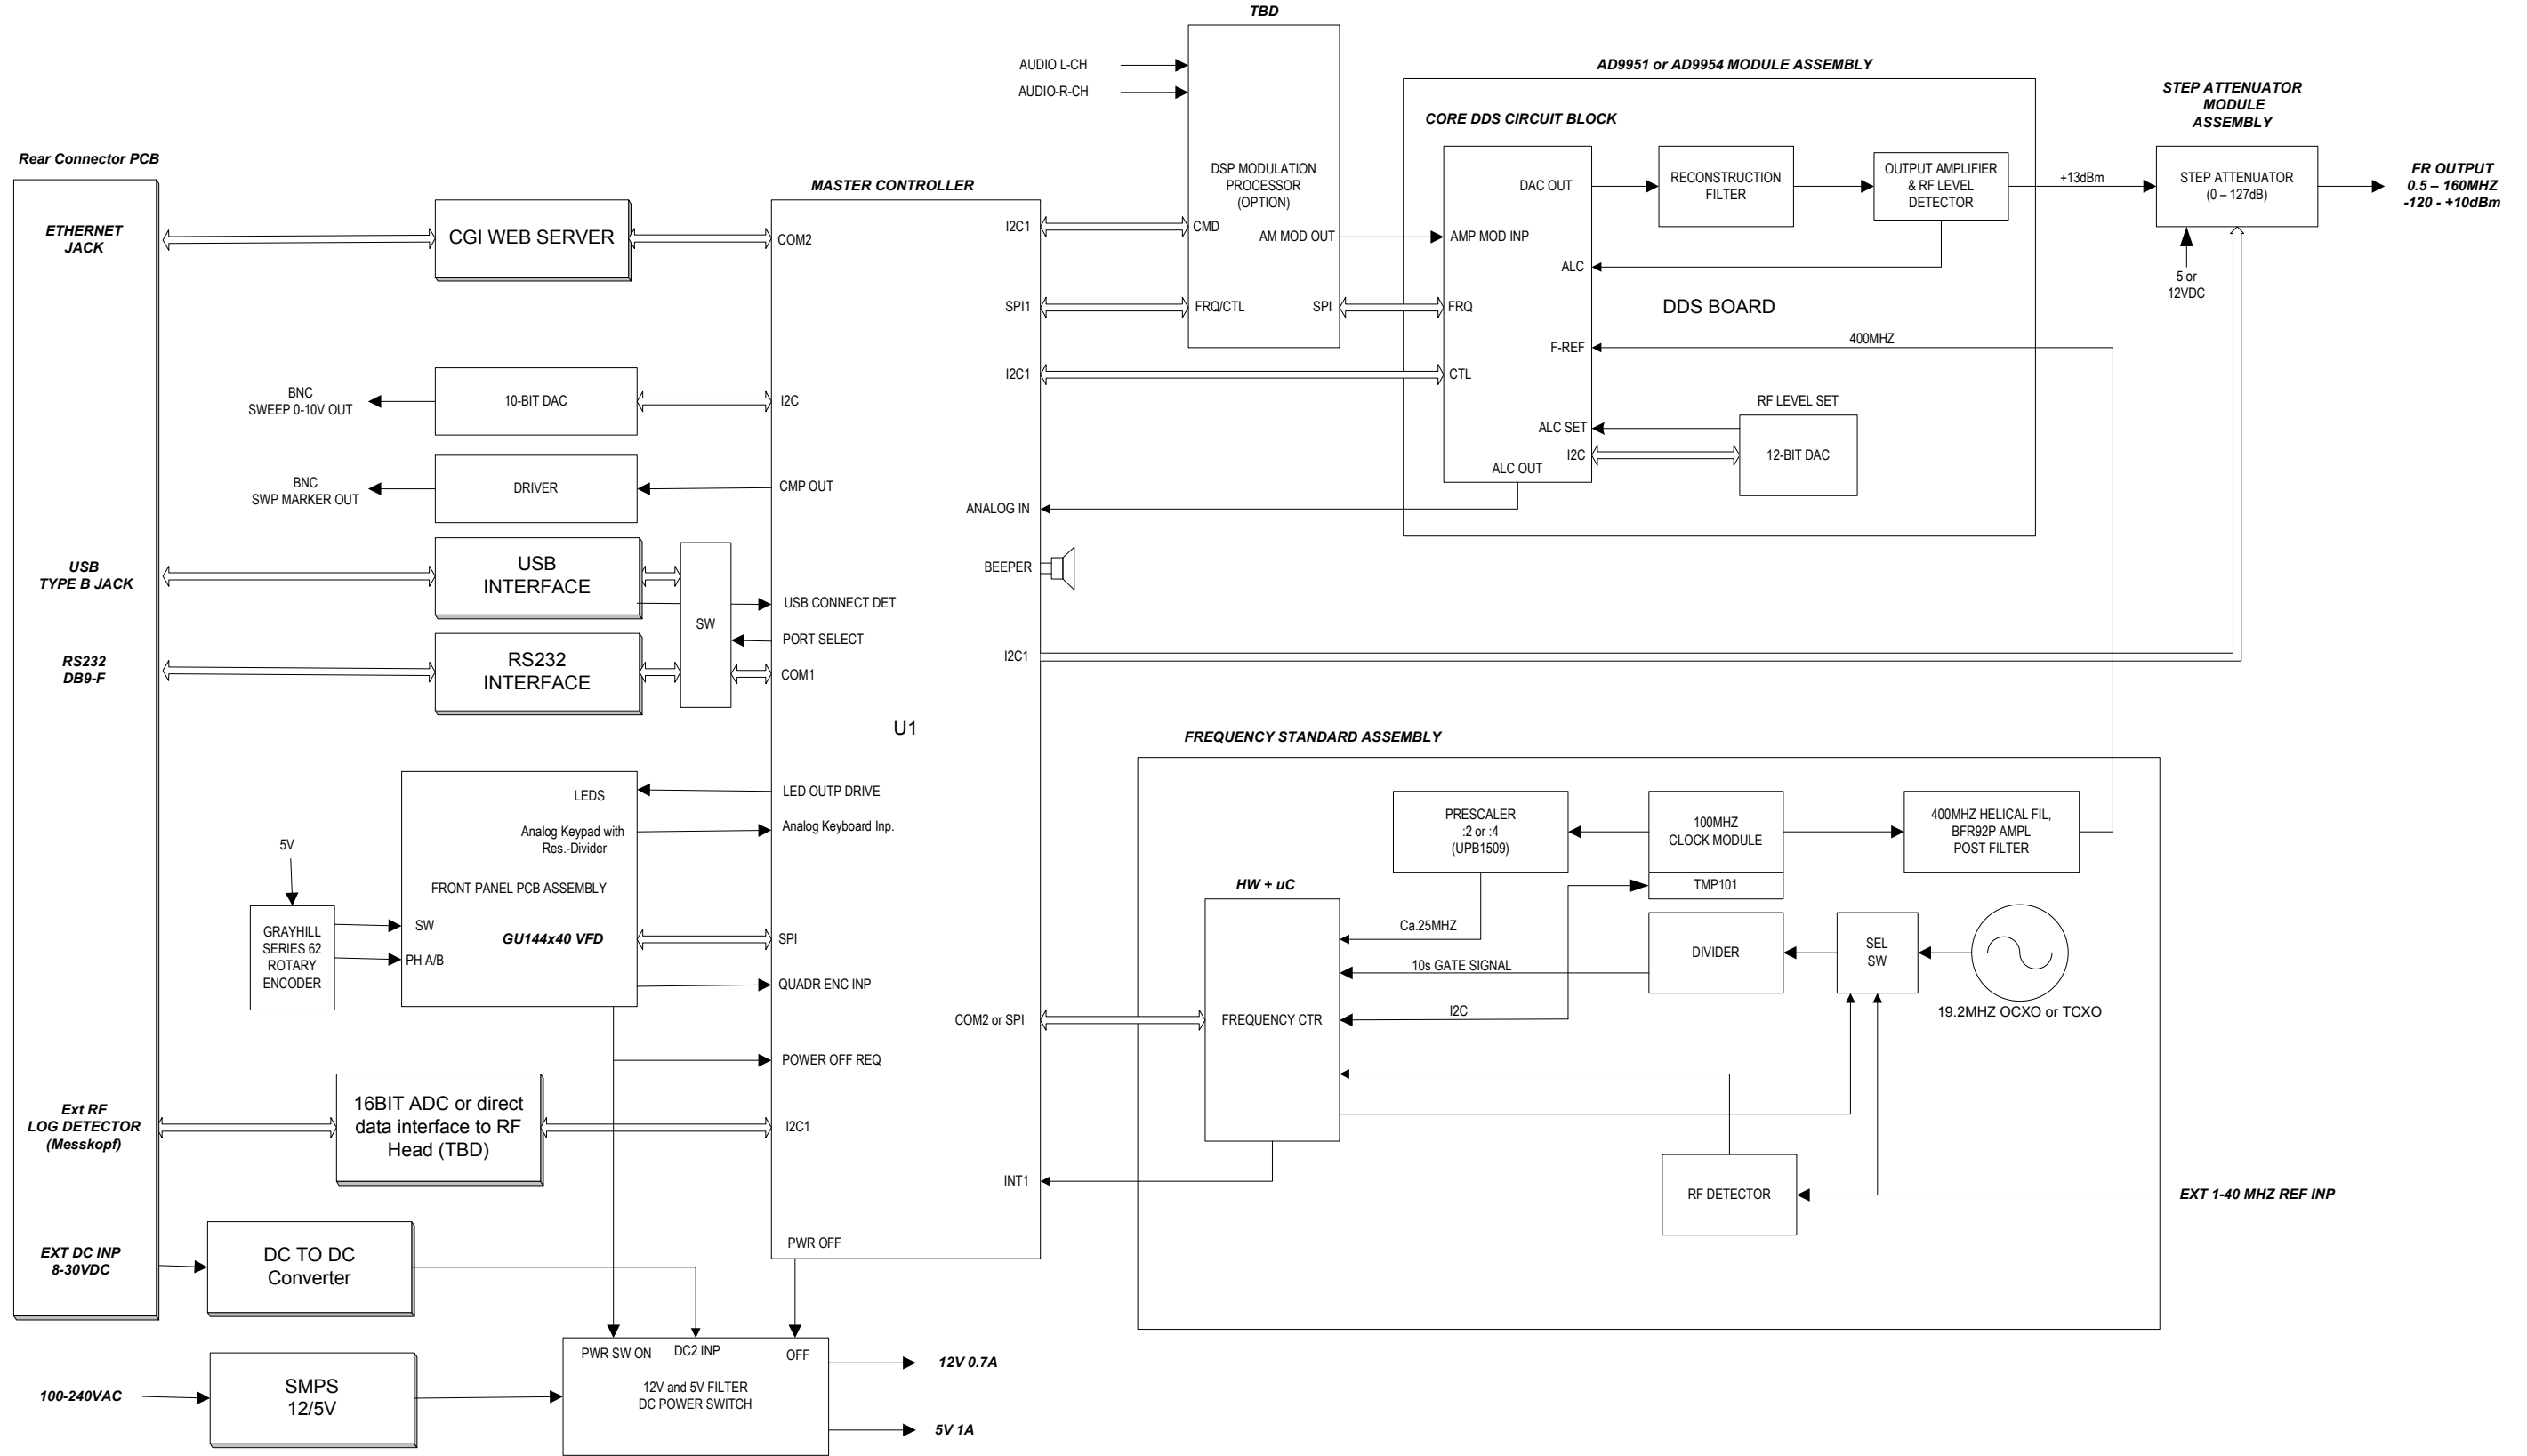 TBD
AUDIO L-CH
AUDIO-R-CH
DSP MODULATION
PROCESSOR
(OPTION)
CMD
AM MOD OUT
FRQ/CTL
SPI
AD9951 or AD9954 MODULE ASSEMBLY
CORE DDS CIRCUIT BLOCK
DAC OUT
AMP MOD INP
ALC
FRQ
F-REF
CTL
ALC SET
I2C
ALC OUT
RECONSTRUCTION
FILTER
OUTPUT AMPLIFIER
& RF LEVEL
DETECTOR
DDS BOARD
400MHZ
RF LEVEL SET
12-BIT DAC
+13dBm
STEP ATTENUATOR
MODULE
ASSEMBLY
STEP ATTENUATOR
(0 – 127dB)
5 or
12VDC
FR OUTPUT
0.5 – 160MHZ
-120 - +10dBm
Rear Connector PCB
ETHERNET
JACK
USB
TYPE B JACK
RS232
DB9-F
Ext RF
LOG DETECTOR
(Messkopf)
EXT DC INP
8-30VDC
CGI WEB SERVER
BNC
SWEEP 0-10V OUT
10-BIT DAC
BNC
SWP MARKER OUT
DRIVER
USB
INTERFACE
RS232
INTERFACE
SW
MASTER CONTROLLER
COM2
I2C
CMP OUT
USB CONNECT DET
PORT SELECT
COM1
U1
LED OUTP DRIVE
Analog Keyboard Inp.
SPI
QUADR ENC INP
POWER OFF REQ
I2C1
PWR OFF
I2C1
SPI1
I2C1
ANALOG IN
BEEPER
I2C1
COM2 or SPI
INT1
5V
GRAYHILL
SERIES 62
ROTARY
ENCODER
LEDS
Analog Keypad with
Res.-Divider
FRONT PANEL PCB ASSEMBLY
SW
GU144x40 VFD
PH A/B
16BIT ADC or direct
data interface to RF
Head (TBD)
DC TO DC
Converter
100-240VAC
SMPS
12/5V
PWR SW ON
DC2 INP
OFF
12V and 5V FILTER
DC POWER SWITCH
12V 0.7A
5V 1A
FREQUENCY STANDARD ASSEMBLY
PRESCALER
:2 or :4
(UPB1509)
100MHZ
CLOCK MODULE
TMP101
400MHZ HELICAL FIL,
BFR92P AMPL
POST FILTER
HW + uC
FREQUENCY CTR
Ca.25MHZ
10s GATE SIGNAL
I2C
DIVIDER
SEL
SW
19.2MHZ OCXO or TCXO
RF DETECTOR
EXT 1-40 MHZ REF INP